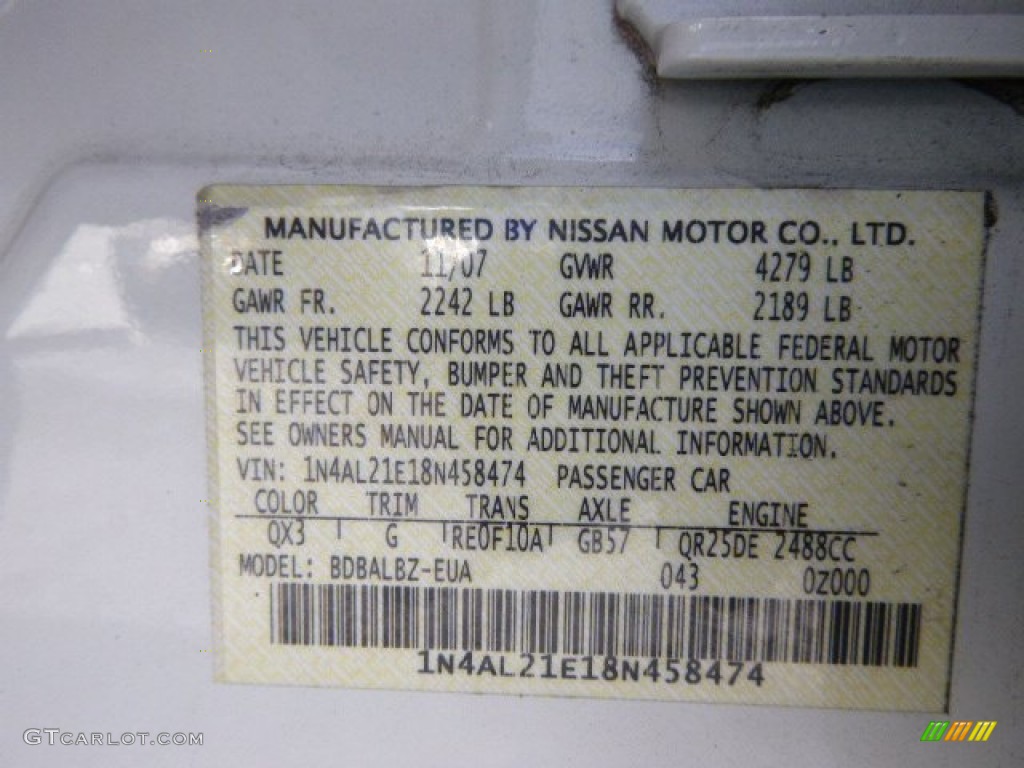 MANUFACTURED BY NISSAN MOTOR CO., LTD.
DATE 11/07 GVWR 4279 LB
GAWR FR. 2242 LB GAWR RR. 2189 LB
THIS VEHICLE CONFORMS TO ALL APPLICABLE FEDERAL MOTOR
VEHICLE SAFETY, BUMPER AND THEFT PREVENTION STANDARDS
IN EFFECT ON THE DATE OF MANUFACTURE SHOWN ABOVE.
SEE OWNERS MANUAL FOR ADDITIONAL INFORMATION.
VIN: 1N4AL21E18N458474 PASSENGER CAR
COLOR TRIM TRANS AXLE ENGINE
QX3 G RE0F10A GB57 QR25DE 2488CC
MODEL: BDBALBZ-EUA 043 0Z000
1N4AL21E18N458474
GTCARLOT.COM